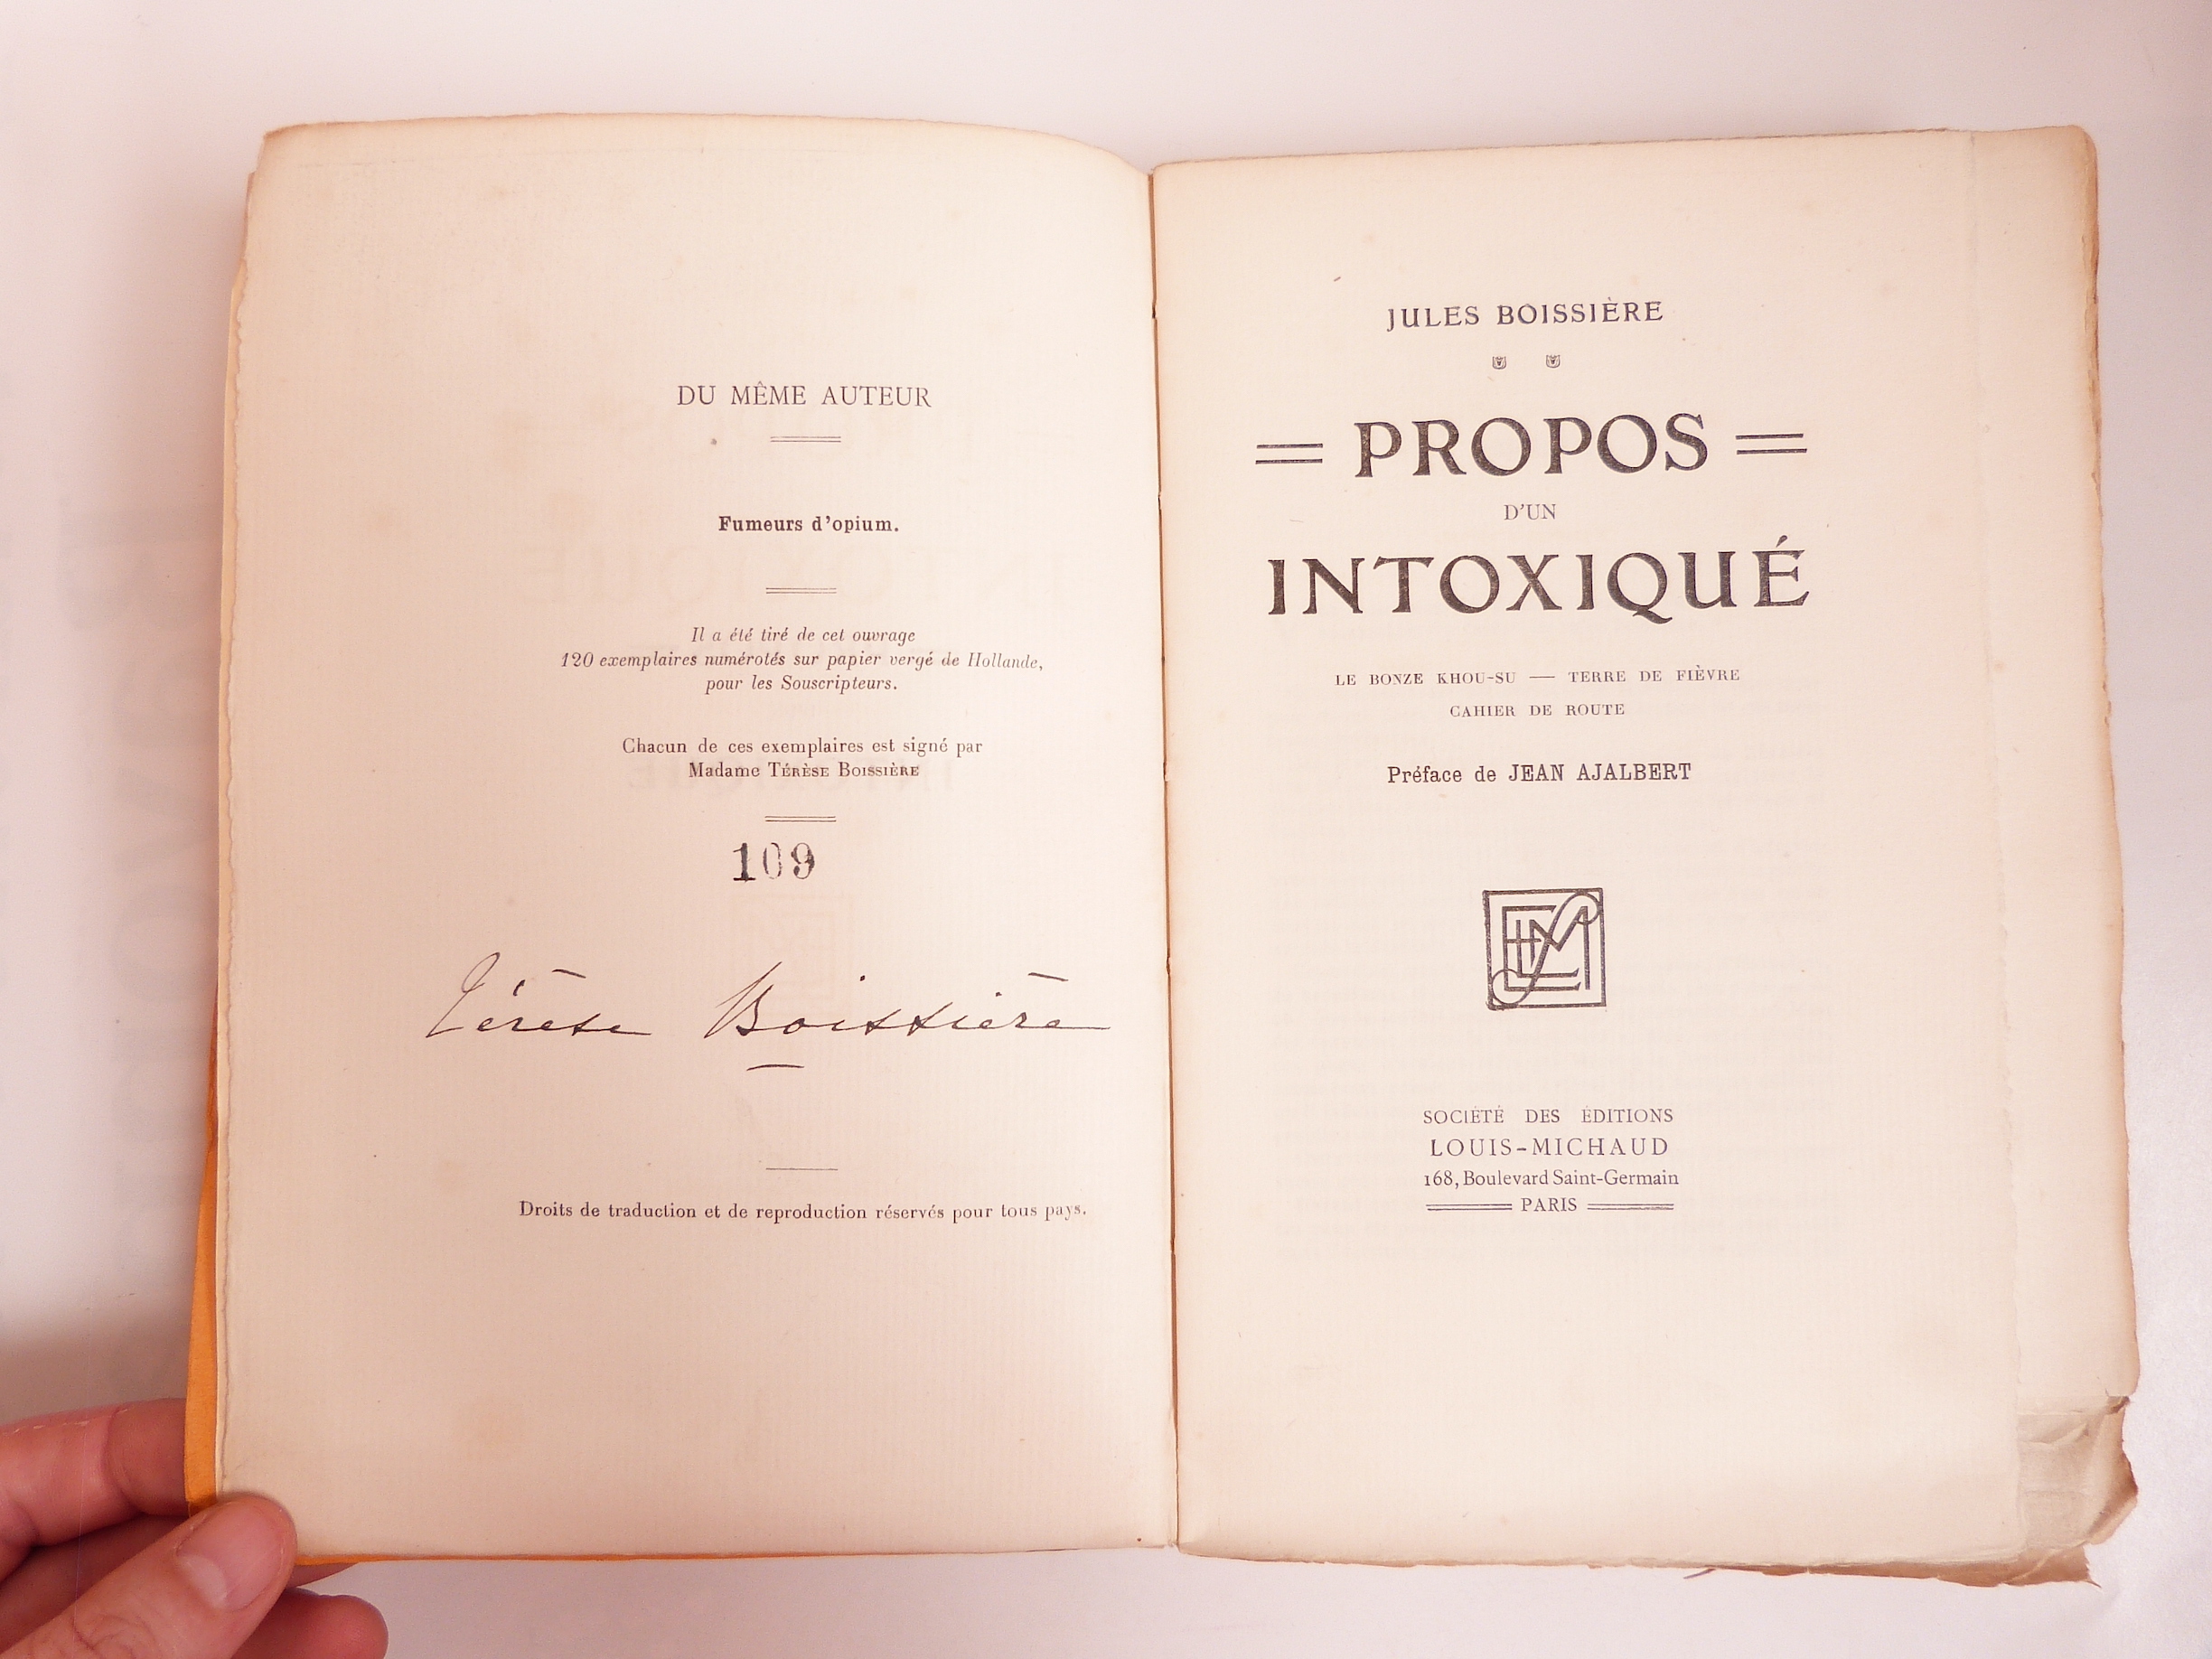 DU MÊME AUTEUR
Fumeurs d'opium.
Il a été tiré de cet ouvrage
120 exemplaires numérotés sur papier vergé de Hollande,
pour les Souscripteurs.
Chacun de ces exemplaires est signé par
Madame TÉRÈSE BOISSIÈRE
109
Térèse Boissière
Droits de traduction et de reproduction réservés pour tous pays.
JULES BOISSIÈRE
PROPOS
D'UN
INTOXIQUÉ
LE BONZE KHOU-SU — TERRE DE FIÈVRE
CAHIER DE ROUTE
Préface de JEAN AJALBERT
SOCIÉTÉ DES ÉDITIONS
LOUIS-MICHAUD
168, Boulevard Saint-Germain
PARIS